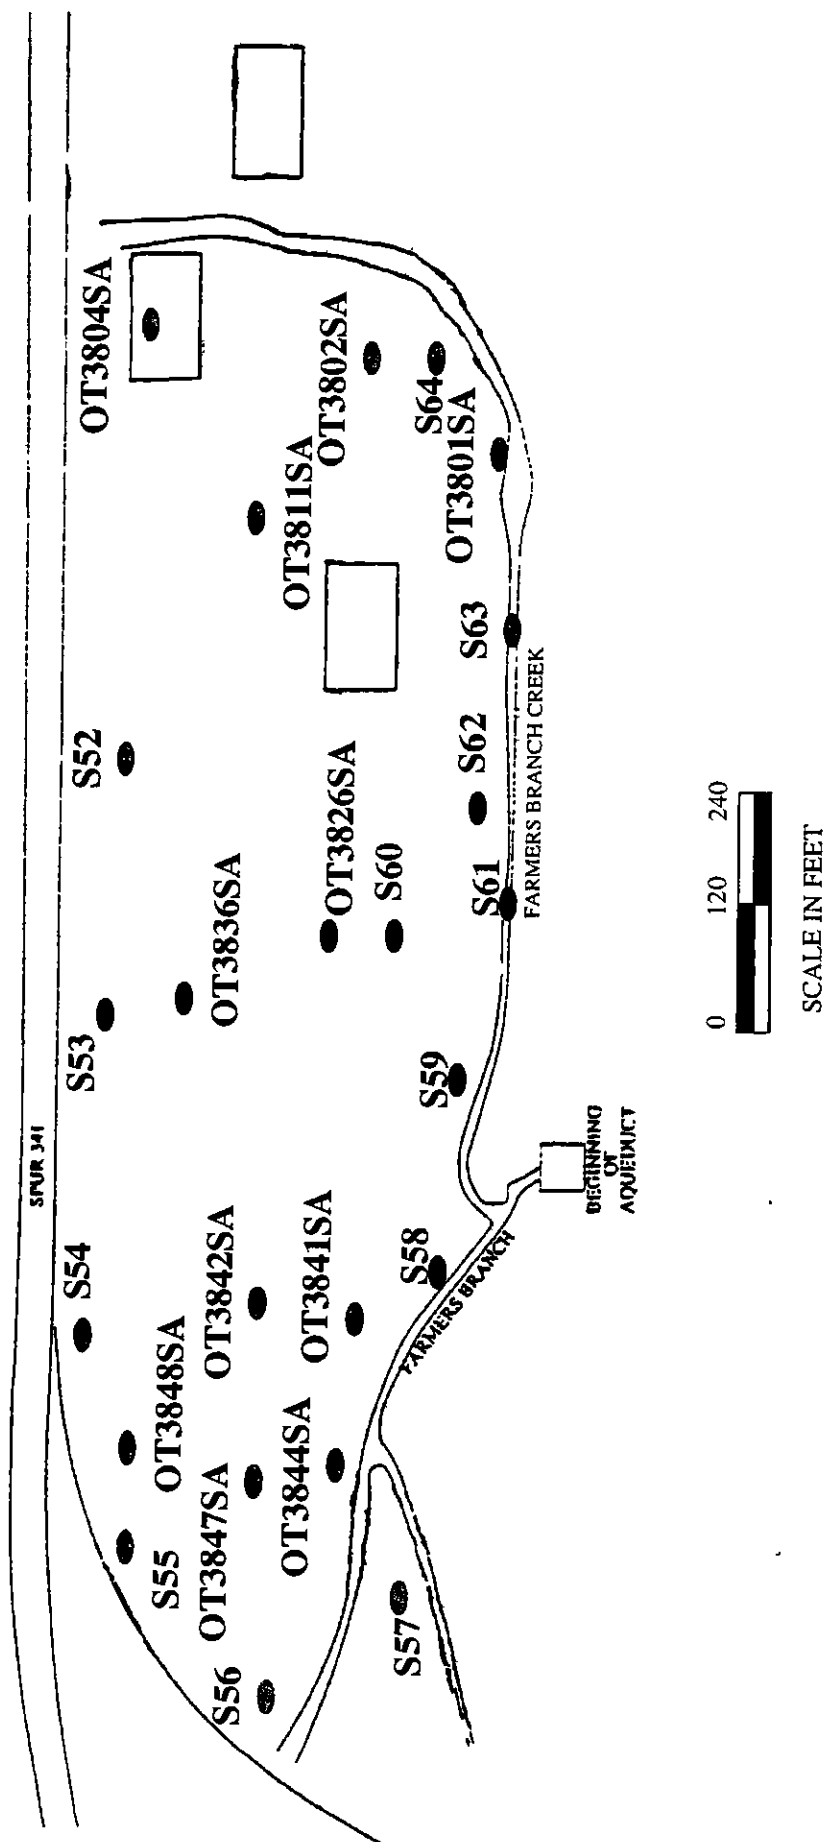 SPUR 341
S54
S53
S52
OT3804SA
S55
OT3848SA
OT3836SA
S56
OT3847SA
OT3842SA
OT3811SA
OT3844SA
OT3841SA
OT3826SA
OT3802SA
S57
S58
S59
S60
S64
S61
S62
S63
OT3801SA
FARMERS BRANCH
FARMERS BRANCH CREEK
BEGINNING
OF
AQUEDUCT
0 120 240
SCALE IN FEET